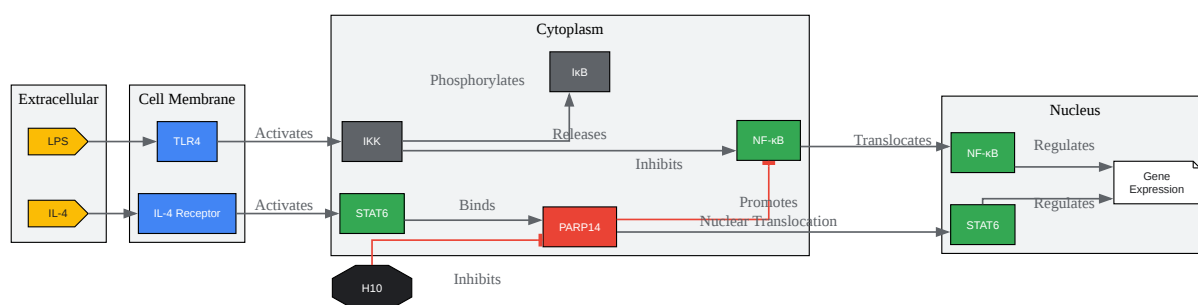 Cytoplasm
IκB
Phosphorylates
Extracellular
Cell Membrane
Nucleus
LPS
TLR4
Activates
IKK
Releases
NF-κB
Translocates
NF-κB
Regulates
Inhibits
Gene
Expression
IL-4
IL-4 Receptor
Activates
STAT6
Binds
PARP14
Promotes
Nuclear Translocation
STAT6
Regulates
Inhibits
H10